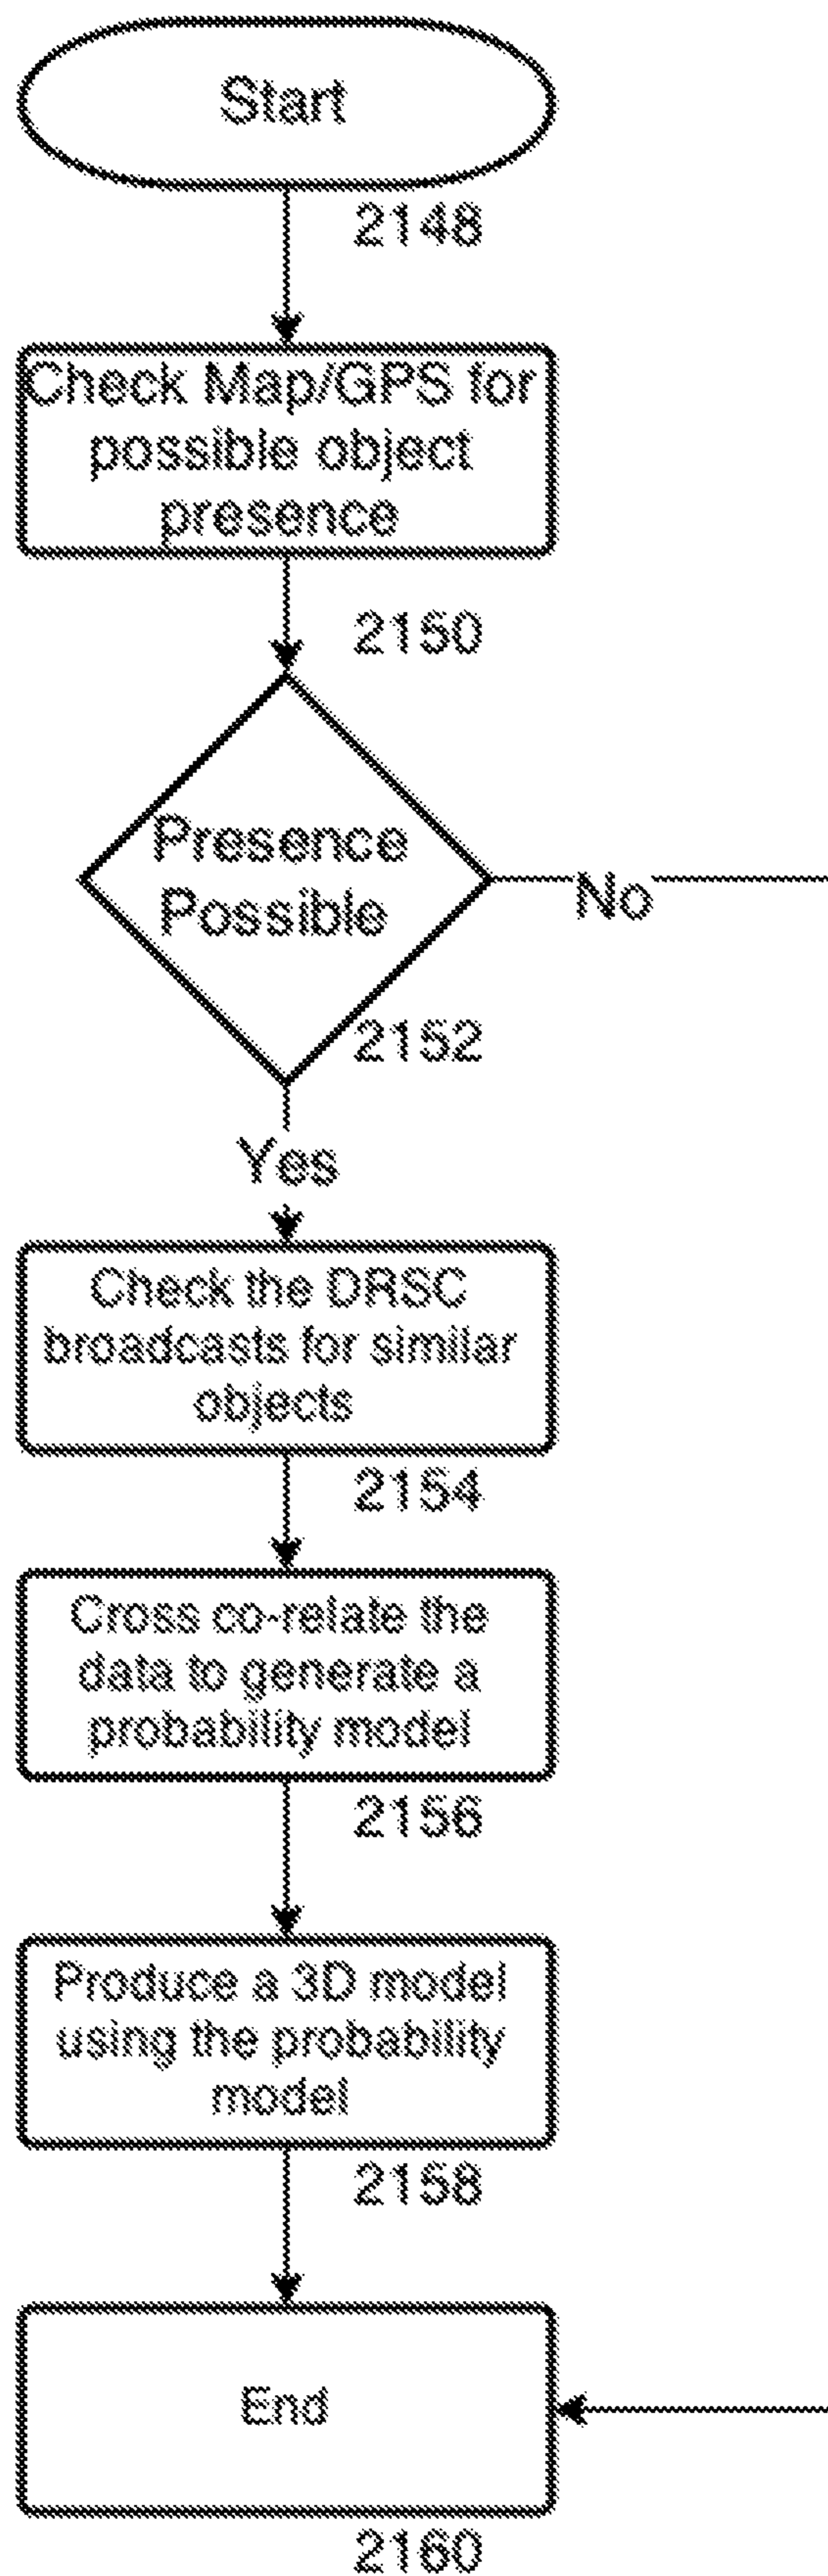 Start
2148
Check Map/GPS for
possible object
presence
2150
Presence
Possible
No
2152
Yes
Check the DRSC
broadcasts for similar
objects
2154
Cross co-relate the
data to generate a
probability model
2156
Produce a 3D model
using the probability
model
2158
End
2160